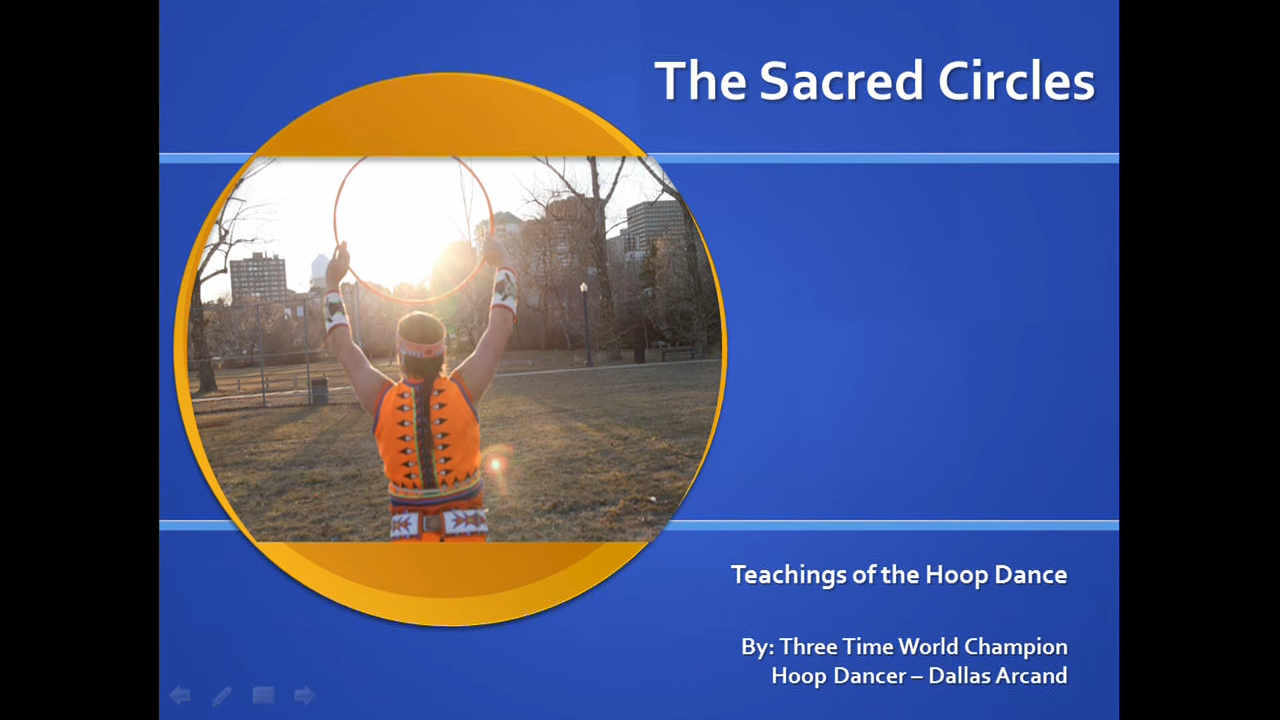 The Sacred Circles
Teachings of the Hoop Dance
By: Three Time World Champion
Hoop Dancer – Dallas Arcand